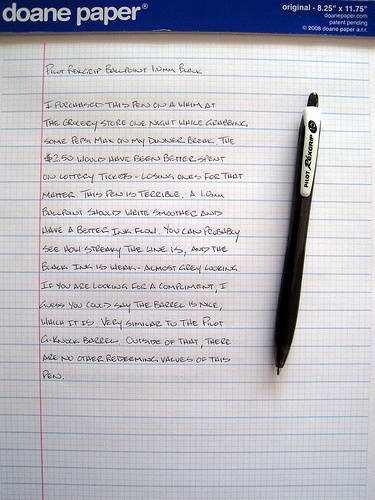 doane paper®
original - 8.25" x 11.75"
doanepaper.com
patent pending
© 2008 doane paper a.r.r.
PILOT REXGRIP BALLPOINT 1.0MM BLACK
I PURCHASED THIS PEN ON A WHIM AT
THE GROCERY STORE ONE NIGHT WHILE GRABBING
SOME PEPSI MAX ON MY DINNER BREAK. THE
$2.50 WOULD HAVE BEEN BETTER SPENT
ON LOTTERY TICKETS - LOSING ONES FOR THAT
MATTER. THIS PEN IS TERRIBLE. A 1.0MM
BALLPOINT SHOULD WRITE SMOOTHER AND
HAVE A BETTER INK FLOW. YOU CAN PROBABLY
SEE HOW STREAKY THE LINE IS, AND THE
BLACK INK IS WEAK - ALMOST GREY LOOKING.
IF YOU ARE LOOKING FOR A COMPLIMENT, I
GUESS YOU COULD SAY THE BARREL IS NICE,
WHICH IT IS. VERY SIMILAR TO THE PILOT
G-KNOCK BARREL. OUTSIDE OF THAT, THERE
ARE NO OTHER REDEEMING VALUES OF THIS
PEN.
PILOT REXGRIP